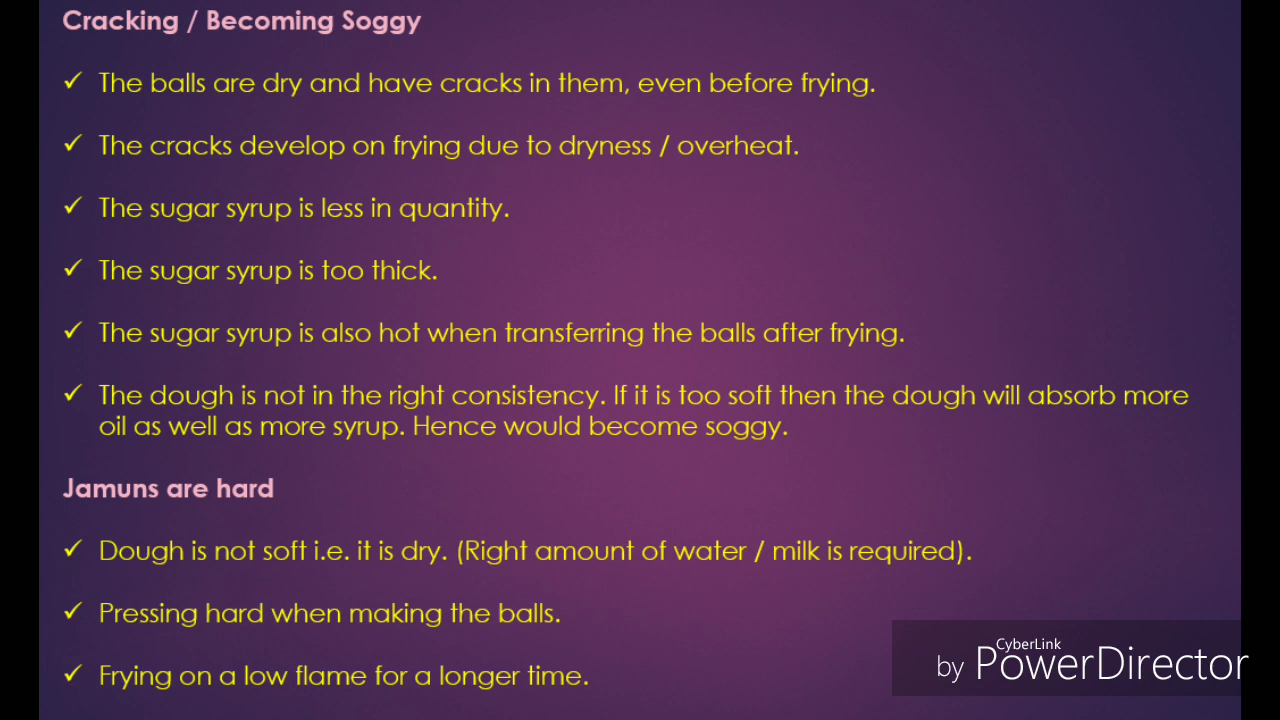 Cracking / Becoming Soggy
✓ The balls are dry and have cracks in them, even before frying.
✓ The cracks develop on frying due to dryness / overheat.
✓ The sugar syrup is less in quantity.
✓ The sugar syrup is too thick.
✓ The sugar syrup is also hot when transferring the balls after frying.
✓ The dough is not in the right consistency. If it is too soft then the dough will absorb more
oil as well as more syrup. Hence would become soggy.
Jamuns are hard
✓ Dough is not soft i.e. it is dry. (Right amount of water / milk is required).
✓ Pressing hard when making the balls.
✓ Frying on a low flame for a longer time.
CyberLink
by PowerDirector